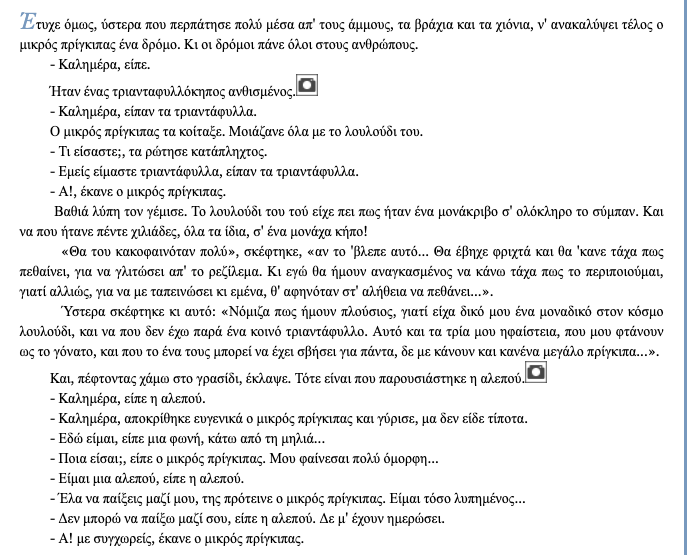 Έτυχε όμως, ύστερα που περπάτησε πολύ μέσα απ' τους άμμους, τα βράχια και τα χιόνια, ν' ανακαλύψει τέλος ο
μικρός πρίγκιπας ένα δρόμο. Κι οι δρόμοι πάνε όλοι στους ανθρώπους.
- Καλημέρα, είπε.
Ήταν ένας τριανταφυλλόκηπος ανθισμένος.
- Καλημέρα, είπαν τα τριαντάφυλλα.
Ο μικρός πρίγκιπας τα κοίταξε. Μοιάζανε όλα με το λουλούδι του.
- Τι είσαστε;, τα ρώτησε κατάπληχτος.
- Εμείς είμαστε τριαντάφυλλα, είπαν τα τριαντάφυλλα.
- Α!, έκανε ο μικρός πρίγκιπας.
Βαθιά λύπη τον γέμισε. Το λουλούδι του τού είχε πει πως ήταν ένα μονάκριβο σ' ολόκληρο το σύμπαν. Και
να που ήτανε πέντε χιλιάδες, όλα τα ίδια, σ' ένα μονάχα κήπο!
«Θα του κακοφαινόταν πολύ», σκέφτηκε, «αν το 'βλεπε αυτό... Θα έβηχε φριχτά και θα 'κανε τάχα πως
πεθαίνει, για να γλιτώσει απ' το ρεζίλεμα. Κι εγώ θα ήμουν αναγκασμένος να κάνω τάχα πως το περιποιούμαι,
γιατί αλλιώς, για να με ταπεινώσει κι εμένα, θ' αφηνόταν στ' αλήθεια να πεθάνει...».
Ύστερα σκέφτηκε κι αυτό: «Νόμιζα πως ήμουν πλούσιος, γιατί είχα δικό μου ένα μοναδικό στον κόσμο
λουλούδι, και να που δεν έχω παρά ένα κοινό τριαντάφυλλο. Αυτό και τα τρία μου ηφαίστεια, που μου φτάνουν
ως το γόνατο, και που το ένα τους μπορεί να έχει σβήσει για πάντα, δε με κάνουν και κανένα μεγάλο πρίγκιπα...».
Και, πέφτοντας χάμω στο γρασίδι, έκλαψε. Τότε είναι που παρουσιάστηκε η αλεπού.
- Καλημέρα, είπε η αλεπού.
- Καλημέρα, αποκρίθηκε ευγενικά ο μικρός πρίγκιπας και γύρισε, μα δεν είδε τίποτα.
- Εδώ είμαι, είπε μια φωνή, κάτω από τη μηλιά...
- Ποια είσαι;, είπε ο μικρός πρίγκιπας. Μου φαίνεσαι πολύ όμορφη...
- Είμαι μια αλεπού, είπε η αλεπού.
- Έλα να παίξεις μαζί μου, της πρότεινε ο μικρός πρίγκιπας. Είμαι τόσο λυπημένος...
- Δεν μπορώ να παίξω μαζί σου, είπε η αλεπού. Δε μ' έχουν ημερώσει.
- Α! με συγχωρείς, έκανε ο μικρός πρίγκιπας.